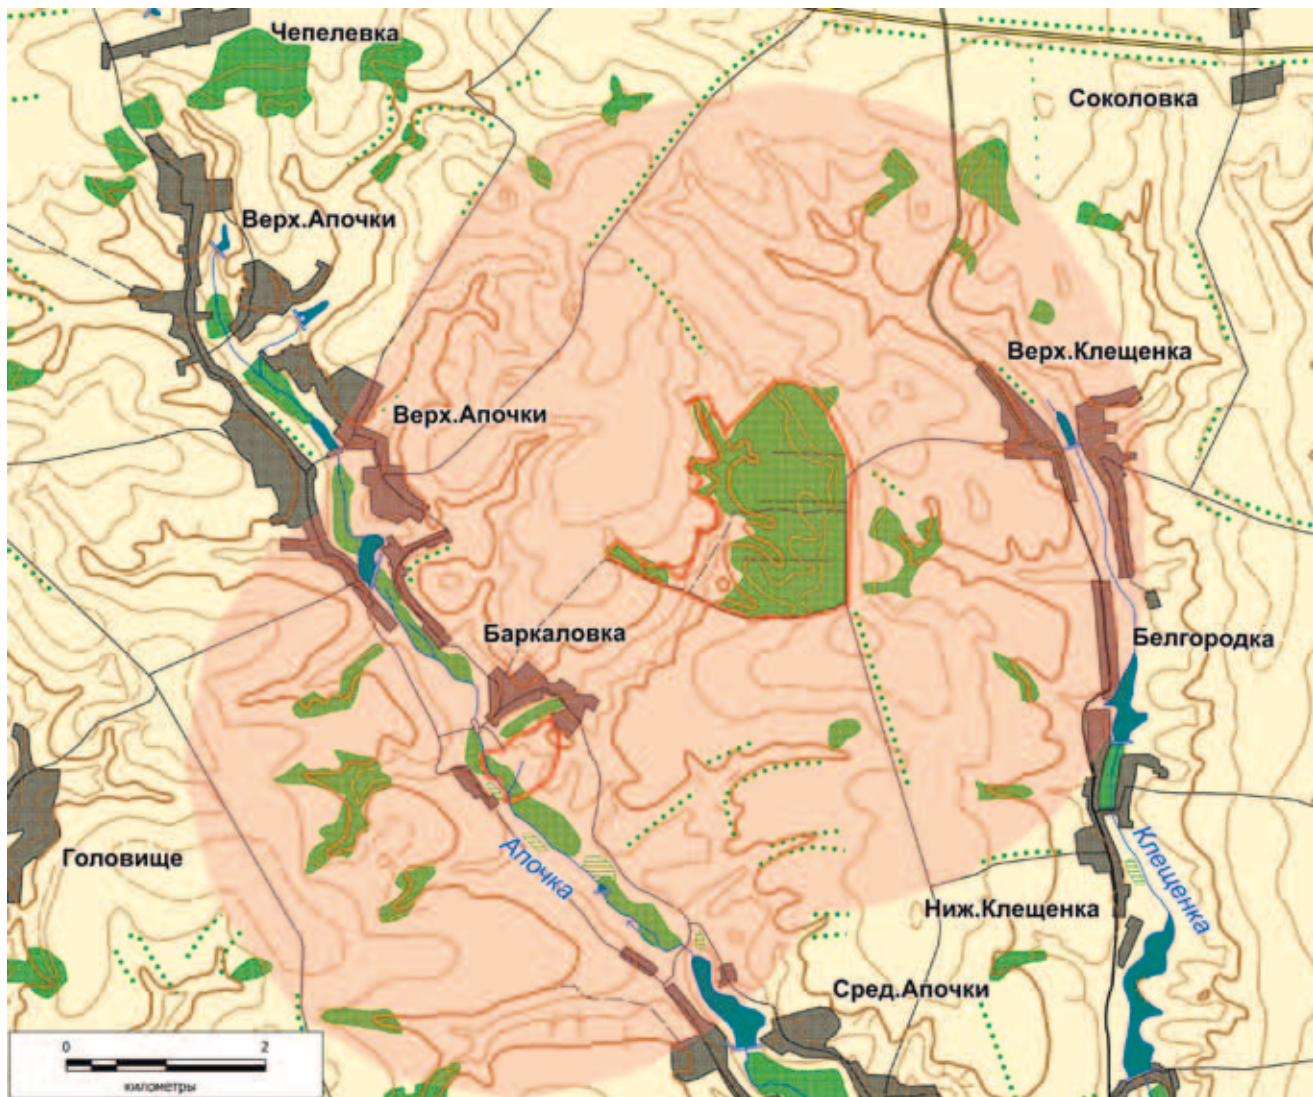 Чепелевка
Соколовка
Верх.Апочки
Верх.Клещенка
Верх.Апочки
Баркаловка
Белгородка
Головище
Апочка
Клещенка
Ниж.Клещенка
Сред.Апочки
0 2
километры